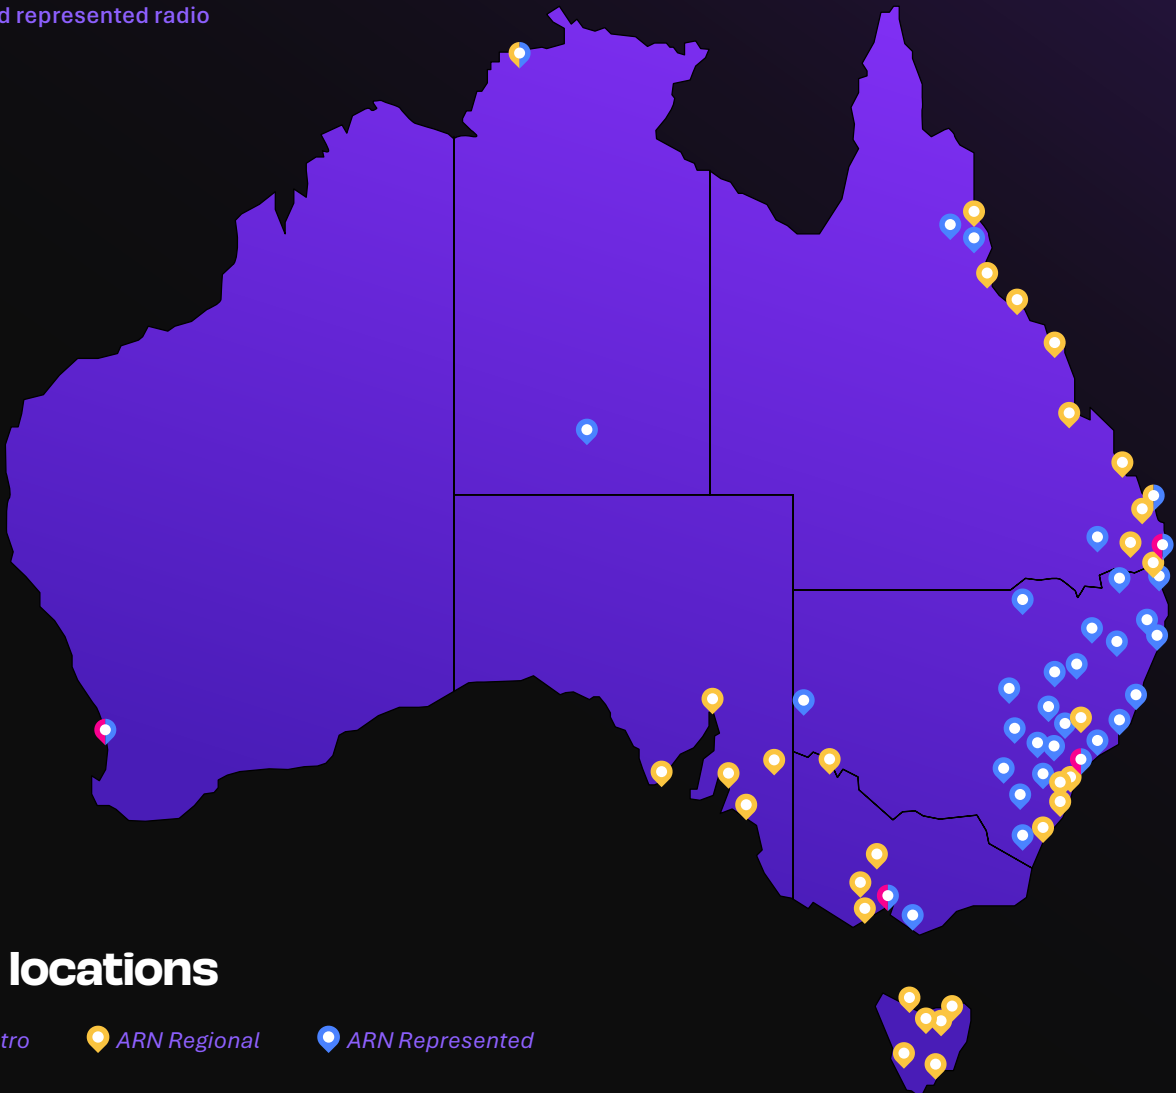 d represented radio
locations
tro
ARN Regional
ARN Represented